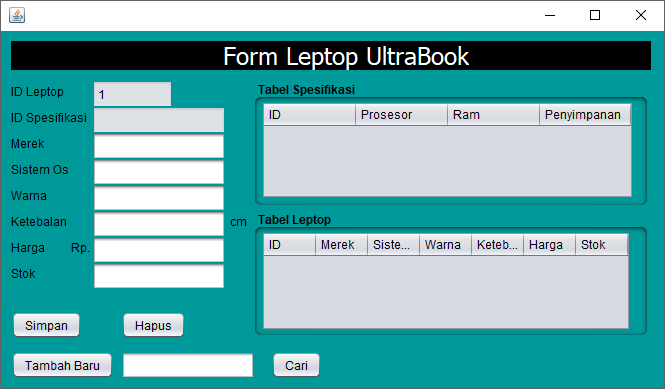 Form Leptop UltraBook
ID Leptop 1
ID Spesifikasi
Merek
Sistem Os
Warna
Ketebalan cm
Harga Rp.
Stok
Simpan Hapus
Tambah Baru Cari
Tabel Spesifikasi
ID Prosesor Ram Penyimpanan
Tabel Leptop
ID Merek Siste... Warna Keteb... Harga Stok